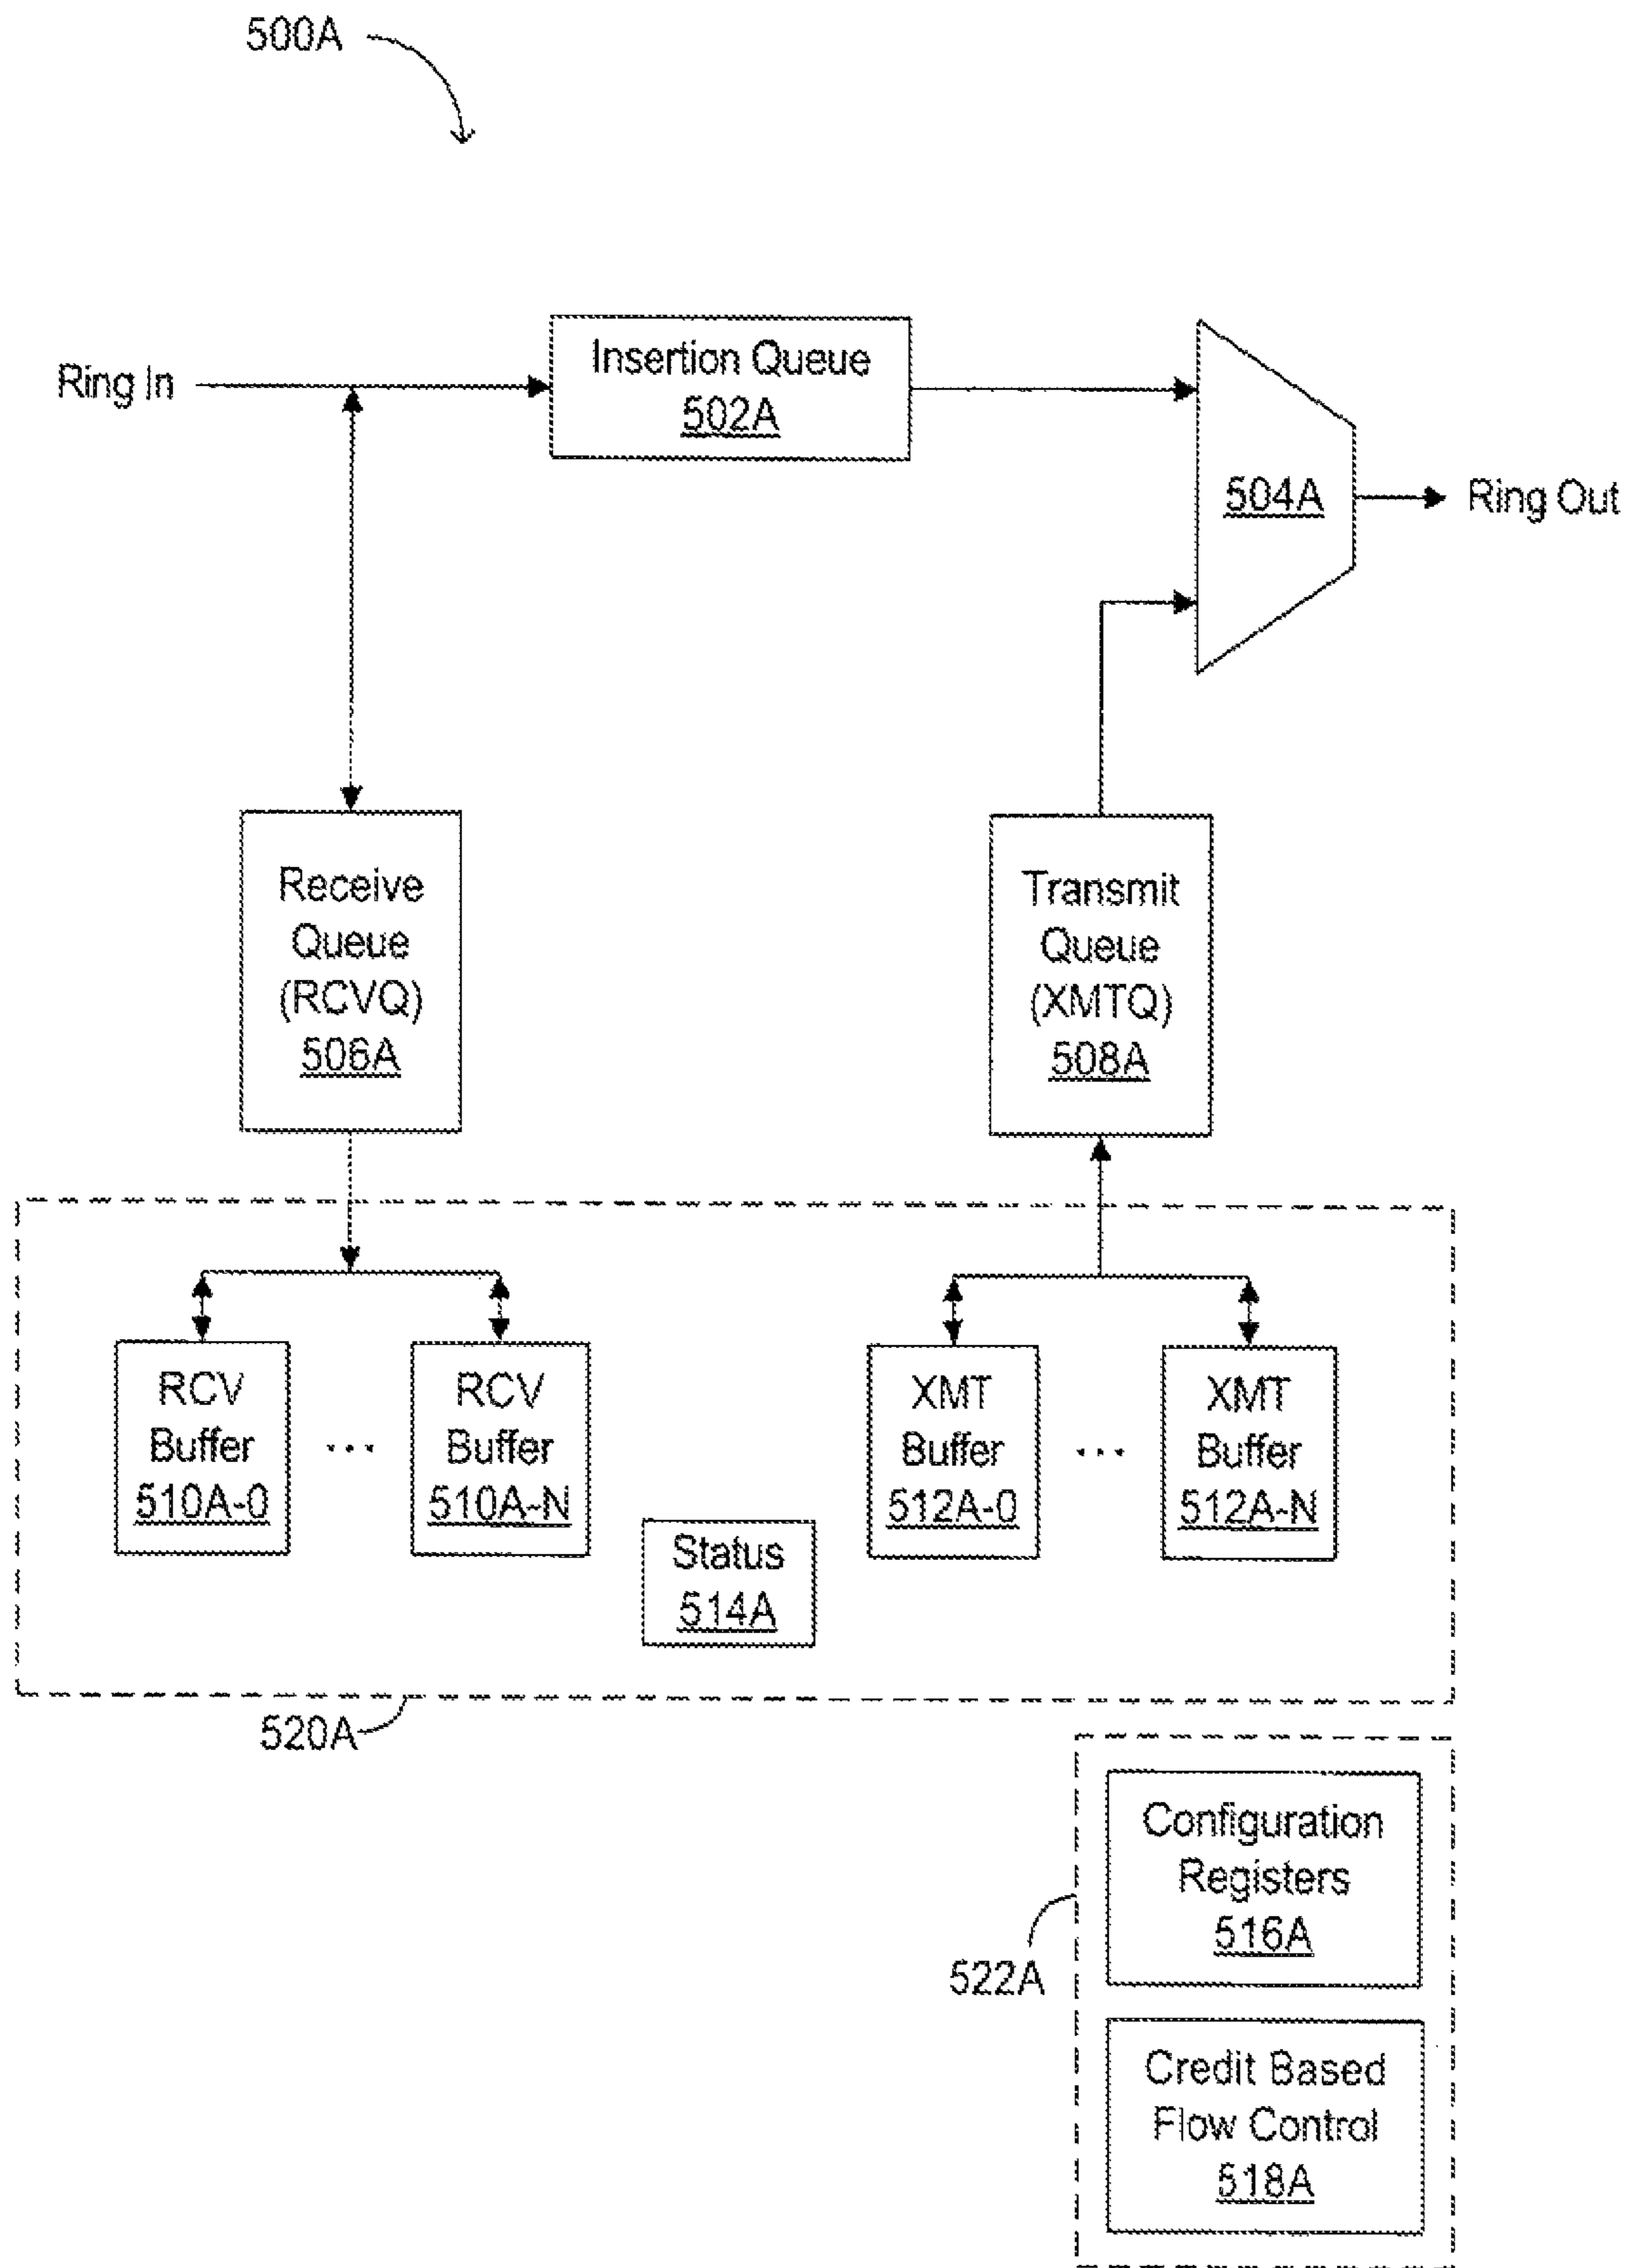 500A
Ring In
Insertion Queue
502A
504A
Ring Out
Receive
Queue
(RCVQ)
506A
Transmit
Queue
(XMTQ)
508A
RCV
Buffer
510A-0
...
RCV
Buffer
510A-N
Status
514A
XMT
Buffer
512A-0
...
XMT
Buffer
512A-N
520A
Configuration
Registers
516A
522A
Credit Based
Flow Control
518A